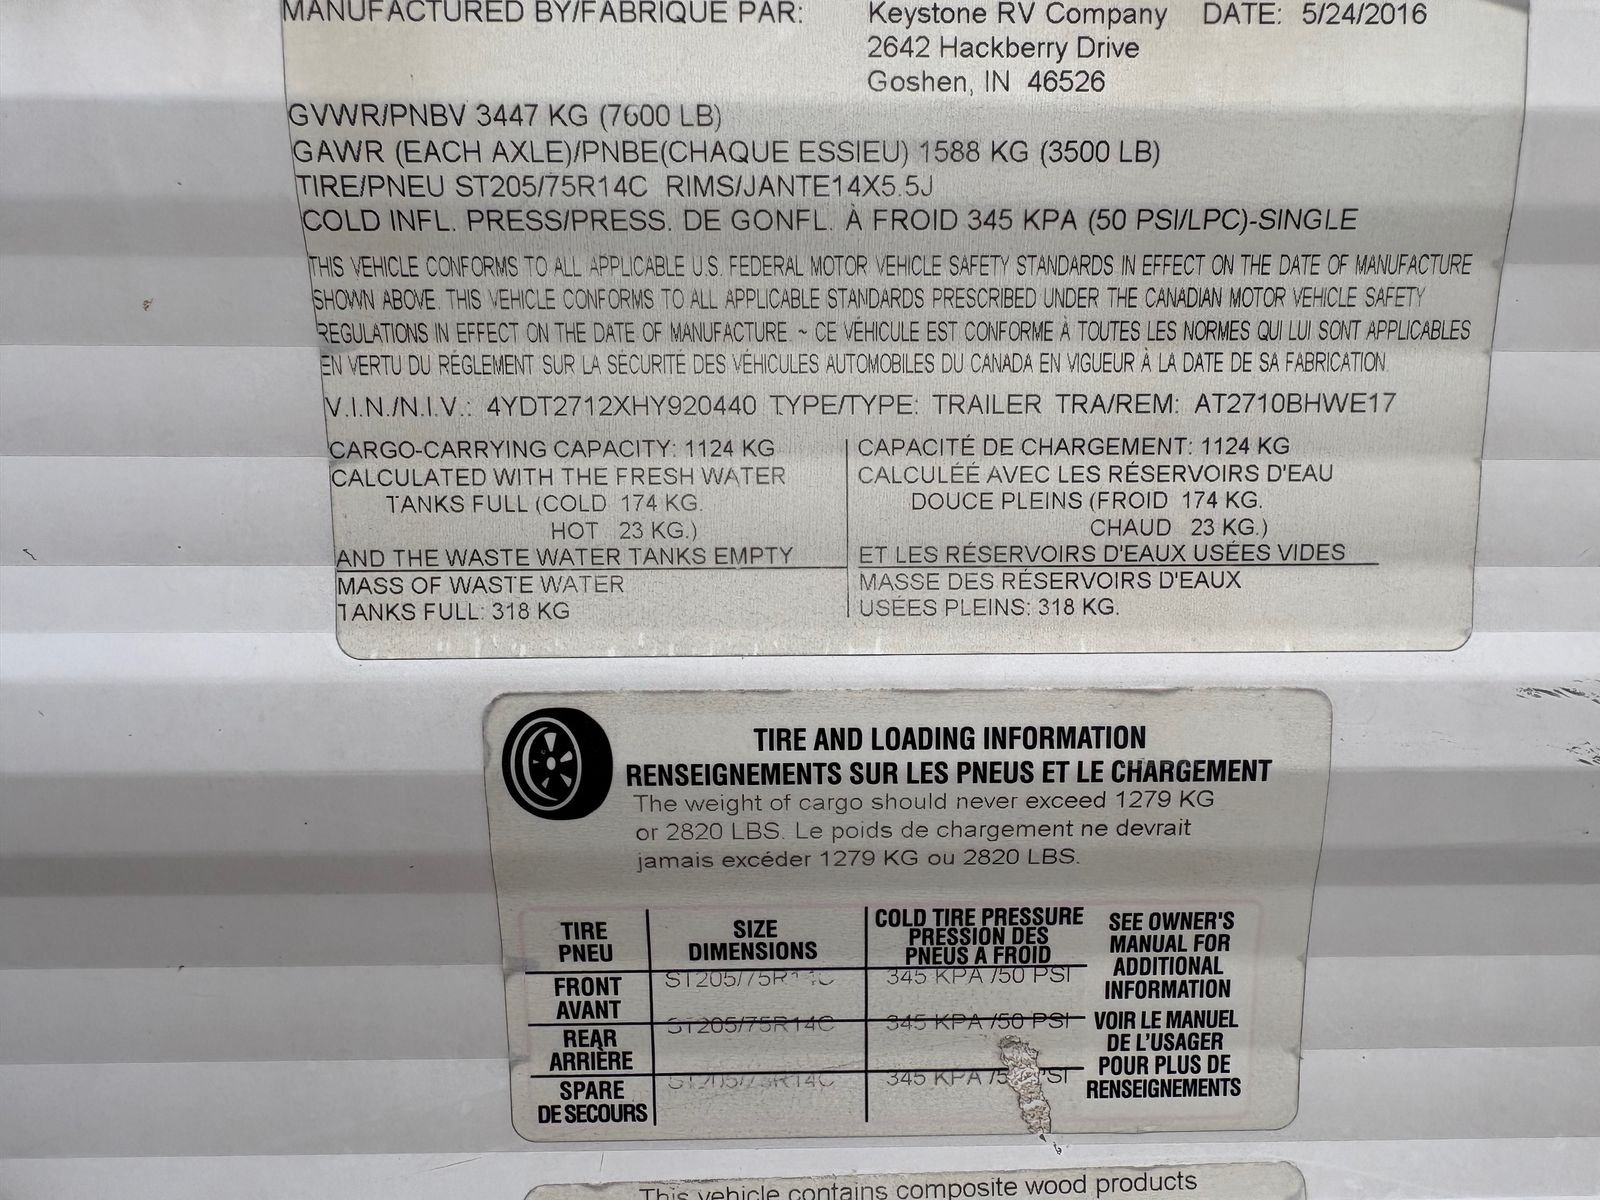 MANUFACTURED BY/FABRIQUE PAR: Keystone RV Company DATE: 5/24/2016
2642 Hackberry Drive
Goshen, IN 46526
GVWR/PNBV 3447 KG (7600 LB)
GAWR (EACH AXLE)/PNBE(CHAQUE ESSIEU) 1588 KG (3500 LB)
TIRE/PNEU ST205/75R14C RIMS/JANTE14X5.5J
COLD INFL. PRESS/PRESS. DE GONFL. À FROID 345 KPA (50 PSI/LPC)-SINGLE
THIS VEHICLE CONFORMS TO ALL APPLICABLE U.S. FEDERAL MOTOR VEHICLE SAFETY STANDARDS IN EFFECT ON THE DATE OF MANUFACTURE
SHOWN ABOVE. THIS VEHICLE CONFORMS TO ALL APPLICABLE STANDARDS PRESCRIBED UNDER THE CANADIAN MOTOR VEHICLE SAFETY
REGULATIONS IN EFFECT ON THE DATE OF MANUFACTURE. ~ CE VÉHICULE EST CONFORME À TOUTES LES NORMES QUI LUI SONT APPLICABLES
EN VERTU DU RÉGLEMENT SUR LA SÉCURITÉ DES VÉHICULES AUTOMOBILES DU CANADA EN VIGUEUR À LA DATE DE SA FABRICATION.
V.I.N./N.I.V.: 4YDT2712XHY920440 TYPE/TYPE: TRAILER TRA/REM: AT2710BHWE17
CARGO-CARRYING CAPACITY: 1124 KG
CALCULATED WITH THE FRESH WATER
TANKS FULL (COLD 174 KG.
HOT 23 KG.)
AND THE WASTE WATER TANKS EMPTY
MASS OF WASTE WATER
TANKS FULL: 318 KG
CAPACITÉ DE CHARGEMENT: 1124 KG
CALCULÉÉ AVEC LES RÉSERVOIRS D'EAU
DOUCE PLEINS (FROID 174 KG.
CHAUD 23 KG.)
ET LES RÉSERVOIRS D'EAUX USÉES VIDES
MASSE DES RÉSERVOIRS D'EAUX
USÉES PLEINS: 318 KG.
TIRE AND LOADING INFORMATION
RENSEIGNEMENTS SUR LES PNEUS ET LE CHARGEMENT
The weight of cargo should never exceed 1279 KG
or 2820 LBS. Le poids de chargement ne devrait
jamais excéder 1279 KG ou 2820 LBS.
TIRE
PNEU
SIZE
DIMENSIONS
COLD TIRE PRESSURE
PRESSION DES
PNEUS A FROID
FRONT
AVANT
ST205/75R14C
345 KPA /50 PSI
REAR
ARRIÈRE
ST205/75R14C
345 KPA /50 PSI
SPARE
DE SECOURS
ST205/75R14C
345 KPA PSI
SEE OWNER'S
MANUAL FOR
ADDITIONAL
INFORMATION
VOIR LE MANUEL
DE L'USAGER
POUR PLUS DE
RENSEIGNEMENTS
This vehicle contains composite wood products